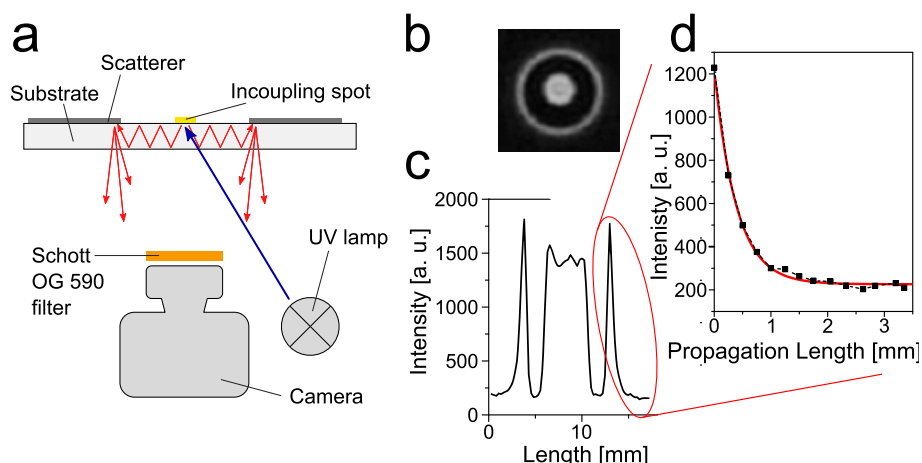 a
Scatterer
Substrate
Incoupling spot
Schott
OG 590
filter
UV lamp
Camera
b
c
2000
1500
1000
500
0
Intensity [a. u.]
0
10
Length [mm]
d
1200
1000
800
600
400
200
Intenisty [a. u.]
0
1
2
3
Propagation Length [mm]